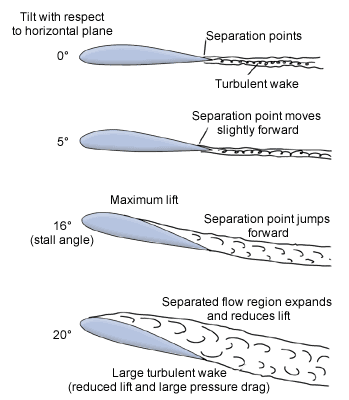 Tilt with respect
to horizontal plane
0°
Separation points
Turbulent wake
Separation point moves
slightly forward
5°
Maximum lift
16°
(stall angle)
Separation point jumps
forward
Separated flow region expands
and reduces lift
20°
Large turbulent wake
(reduced lift and large pressure drag)